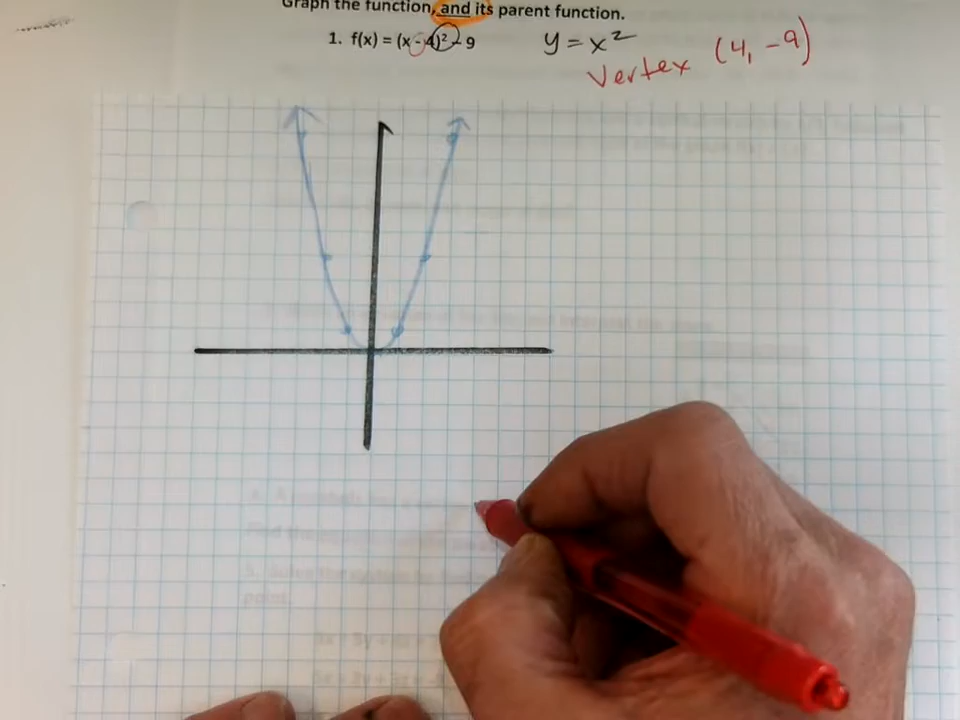 Graph the function, and its parent function.
1. f(x) = (x - 4)² - 9 y = x²
Vertex (4, -9)